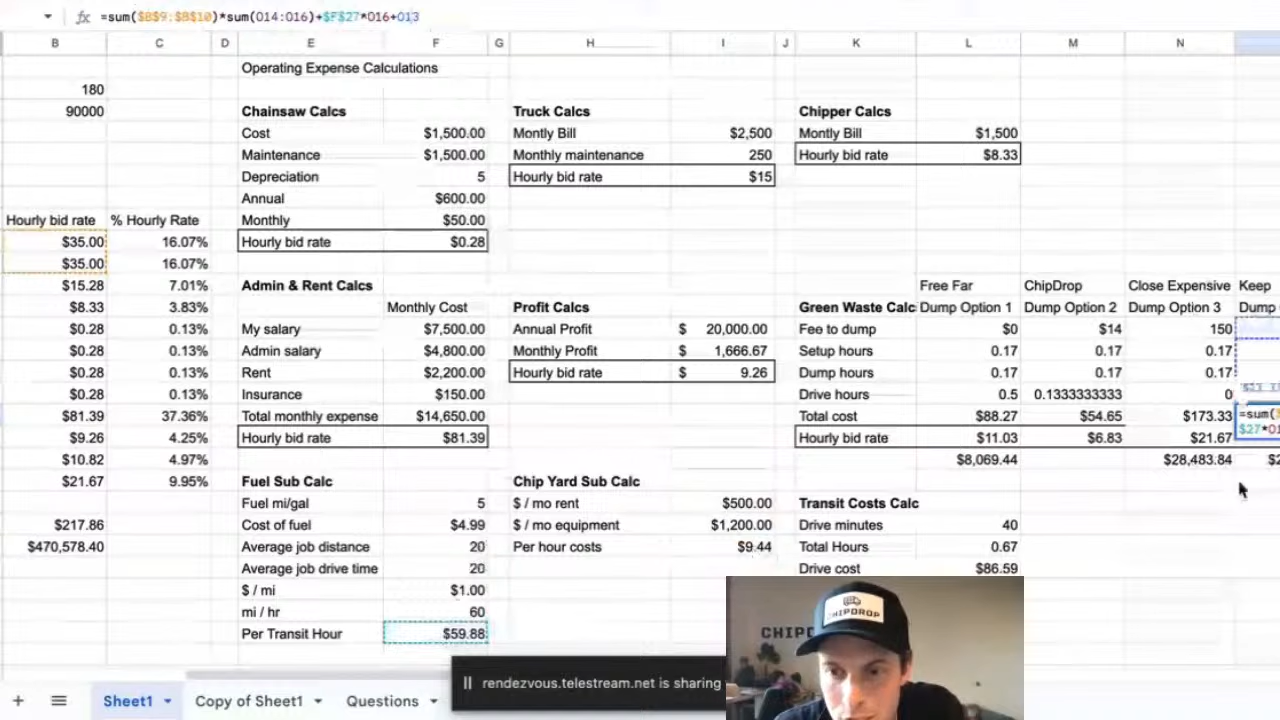 fx =sum($B$9:$B$10)*sum(O14:O16)+$F$27*O16+O13
B C D E F G H I J K L M N
Operating Expense Calculations
180
90000 Chainsaw Calcs Truck Calcs Chipper Calcs
Cost $1,500.00 Montly Bill $2,500 Montly Bill $1,500
Maintenance $1,500.00 Monthly maintenance 250 Hourly bid rate $8.33
Depreciation 5 Hourly bid rate $15
Annual $600.00
Hourly bid rate % Hourly Rate Monthly $50.00
$35.00 16.07% Hourly bid rate $0.28
$35.00 16.07%
$15.28 7.01% Admin & Rent Calcs Free Far ChipDrop Close Expensive Keep
$8.33 3.83% Monthly Cost Profit Calcs Green Waste Calc Dump Option 1 Dump Option 2 Dump Option 3 Dump
$0.28 0.13% My salary $7,500.00 Annual Profit $ 20,000.00 Fee to dump $0 $14 150
$0.28 0.13% Admin salary $4,800.00 Monthly Profit $ 1,666.67 Setup hours 0.17 0.17 0.17
$0.28 0.13% Rent $2,200.00 Hourly bid rate $ 9.26 Dump hours 0.17 0.17 0.17
$0.28 0.13% Insurance $150.00 Drive hours 0.5 0.1333333333 0
$81.39 37.36% Total monthly expense $14,650.00 Total cost $88.27 $54.65 $173.33 =sum(
$9.26 4.25% Hourly bid rate $81.39 Hourly bid rate $11.03 $6.83 $21.67 $27*O1
$10.82 4.97% $8,069.44 $28,483.84
$21.67 9.95% Fuel Sub Calc Chip Yard Sub Calc
Fuel mi/gal 5 $ / mo rent $500.00 Transit Costs Calc
$217.86 Cost of fuel $4.99 $ / mo equipment $1,200.00 Drive minutes 40
$470,578.40 Average job distance 20 Per hour costs $9.44 Total Hours 0.67
Average job drive time 20 Drive cost $86.59
$ / mi $1.00
mi / hr 60
Per Transit Hour $59.88
CHIPDROP
rendezvous.telestream.net is sharing
Sheet1 Copy of Sheet1 Questions